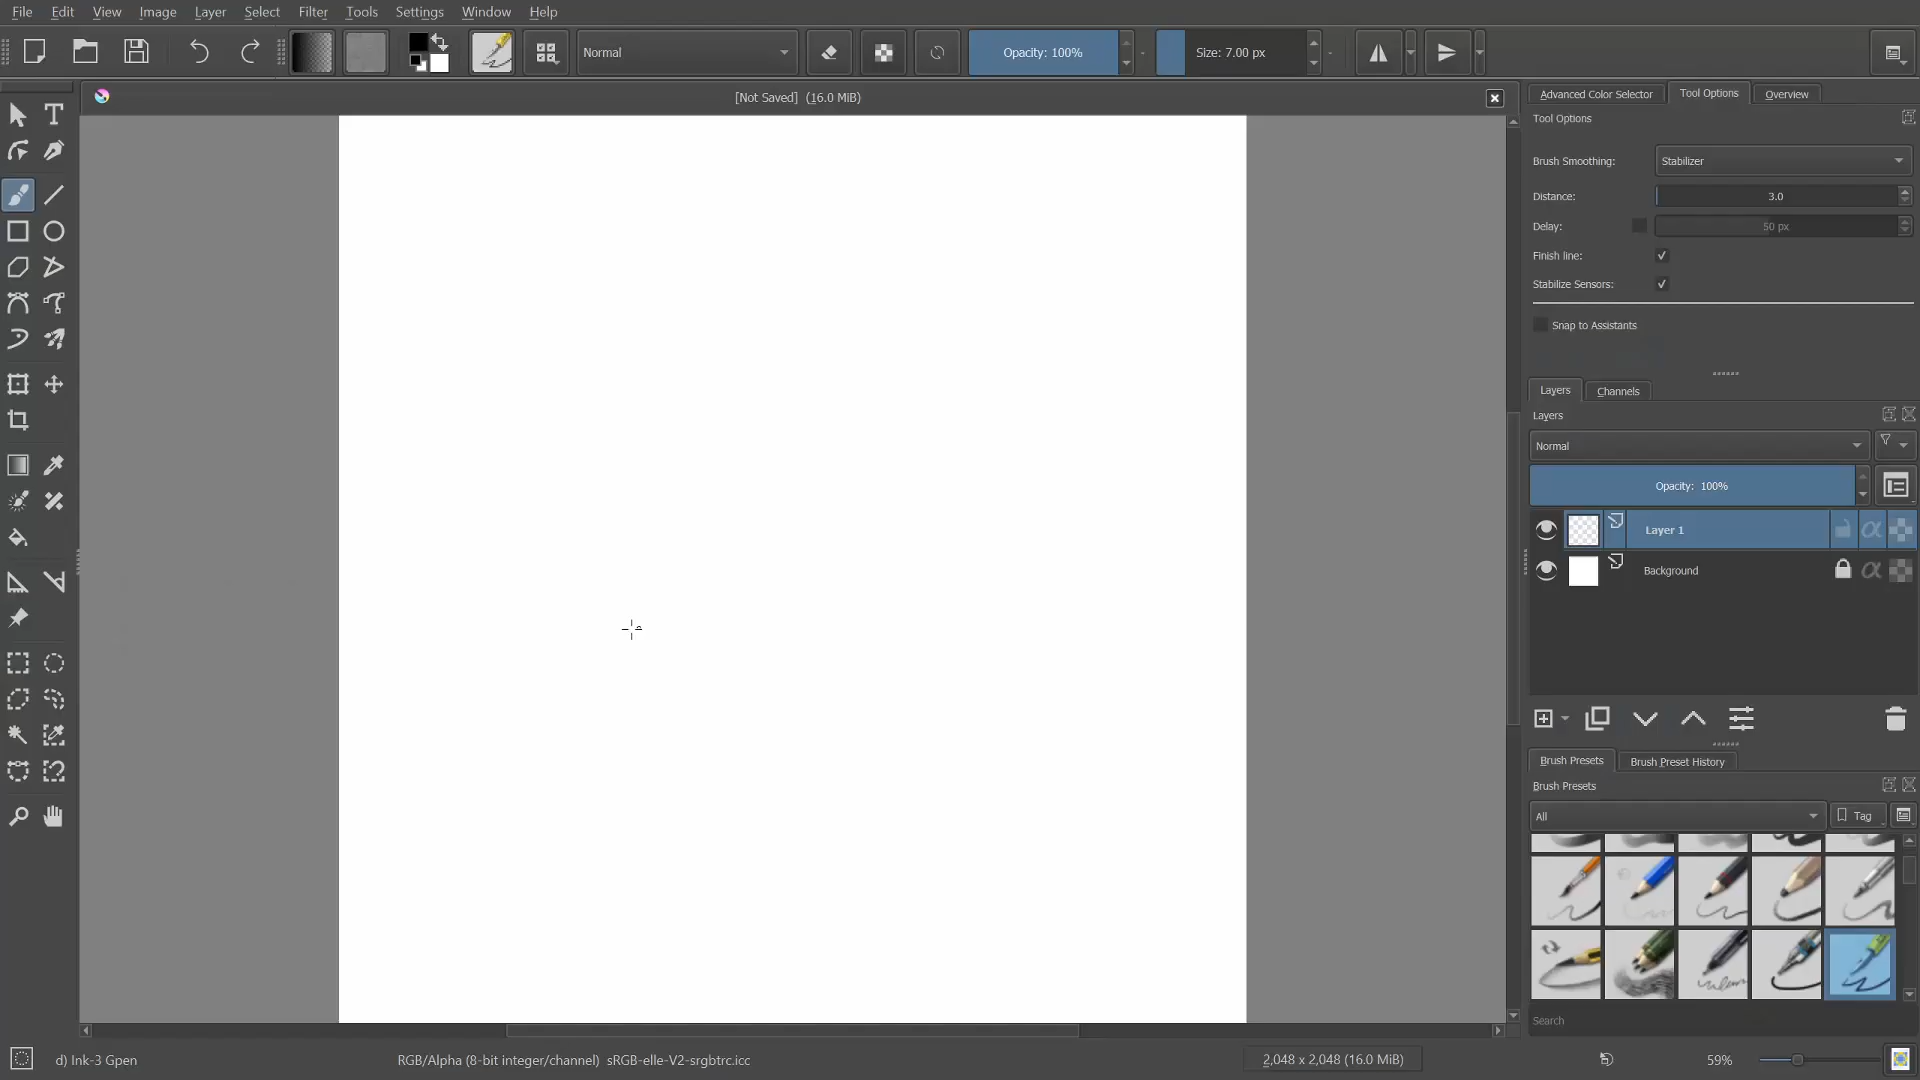 File Edit View Image Layer Select Filter Tools Settings Window Help
Normal Opacity: 100% Size: 7.00 px
[Not Saved] (16.0 MiB)
Advanced Color Selector Tool Options Overview
Tool Options
Brush Smoothing: Stabilizer
Distance: 3.0
Delay: 50 px
Finish line:
Stabilize Sensors:
Snap to Assistants
Layers Channels
Layers
Normal
Opacity: 100%
Layer 1
Background
Brush Presets Brush Preset History
Brush Presets
All Tag
Search
d) Ink-3 Gpen RGB/Alpha (8-bit integer/channel) sRGB-elle-V2-srgbtrc.icc 2,048 x 2,048 (16.0 MiB) 59%